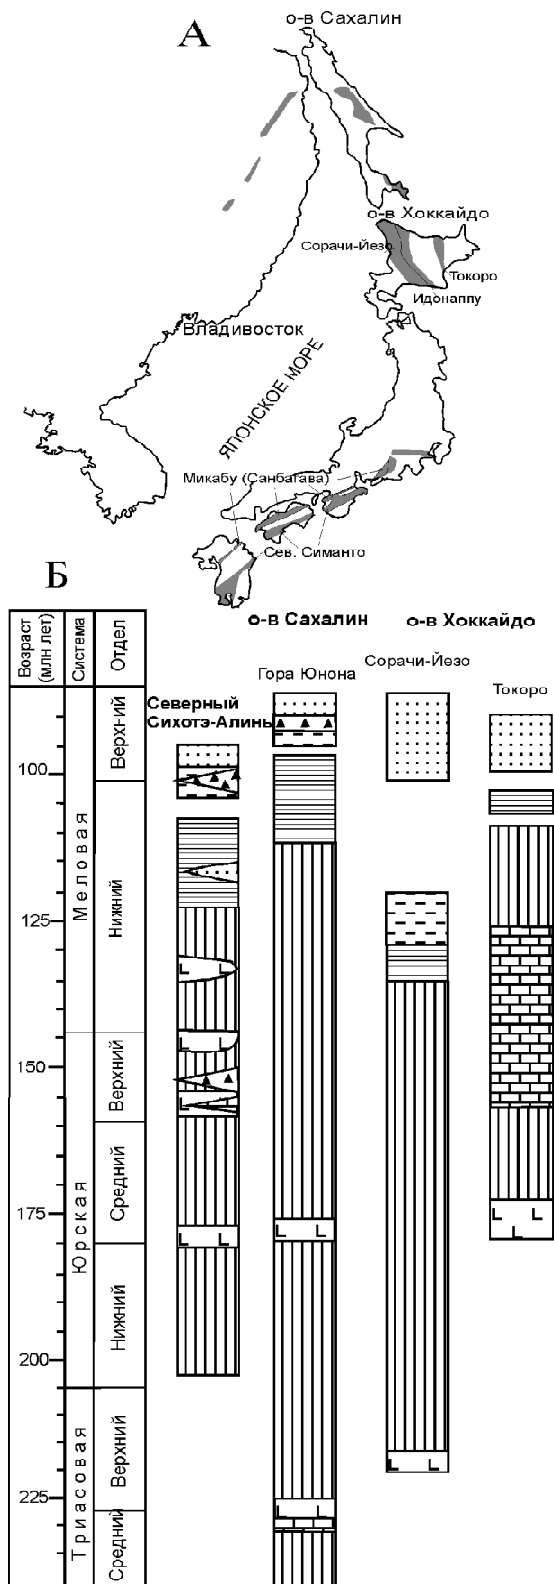 А
о-в Сахалин
о-в Хоккайдо
Сорачи-Йезо
Токоро
Идонаппу
Владивосток
ЯПОНСКОЕ МОРЕ
Микабу (Санбагава)
Сев. Симанто
Б
о-в Сахалин
о-в Хоккайдо
Возраст
(млн лет)
Система
Отдел
Гора Юнона
Сорачи-Йезо
Токоро
Северный
Сихотэ-Алинь
100
125
150
175
200
225
Меловая
Юрская
Триасовая
Верхний
Нижний
Верхний
Средний
Нижний
Верхний
Средний